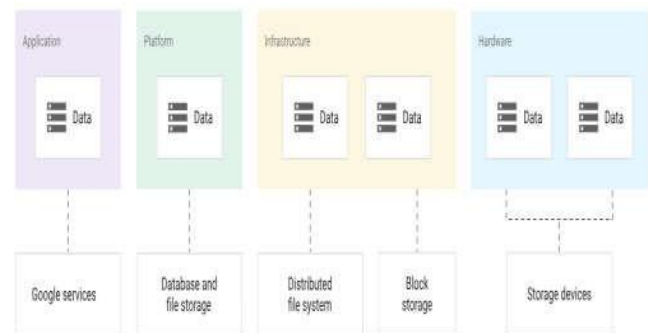 Application
Platform
Infrastructure
Hardware
Data
Data
Data
Data
Data
Data
Google services
Database and
file storage
Distributed
file system
Block
storage
Storage devices